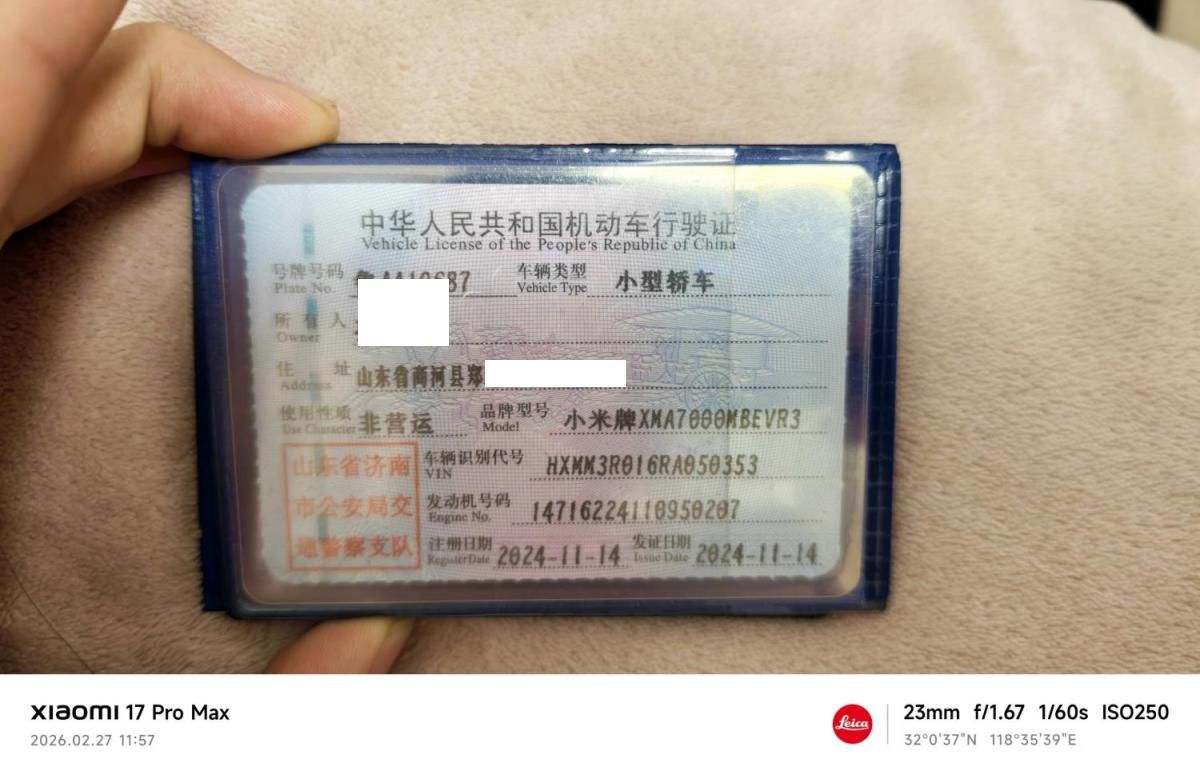 中华人民共和国机动车行驶证
Vehicle License of the People's Republic of China
号牌号码 87 车辆类型 小型轿车
Plate No. Vehicle Type
所有人
Owner
住址 山东省商河县郑
Address
使用性质 非营运 品牌型号 小米牌XMA7000MBEVR3
Use Character Model
山东省济南
市公安局交
通警察支队
车辆识别代号 HXMM3R016RA050353
VIN
发动机号码 14716224110950207
Engine No.
注册日期 2024-11-14 发证日期 2024-11-14
Register Date Issue Date
xiaomi 17 Pro Max
2026.02.27 11:57
Leica
23mm f/1.67 1/60s ISO250
32°0'37"N 118°35'39"E